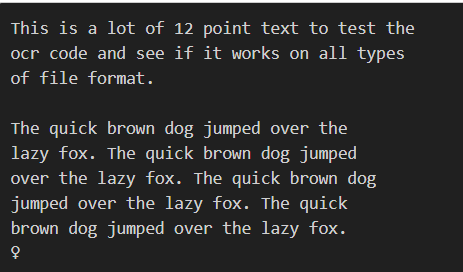 This is a lot of 12 point text to test the
ocr code and see if it works on all types
of file format.

The quick brown dog jumped over the
lazy fox. The quick brown dog jumped
over the lazy fox. The quick brown dog
jumped over the lazy fox. The quick
brown dog jumped over the lazy fox.
♀